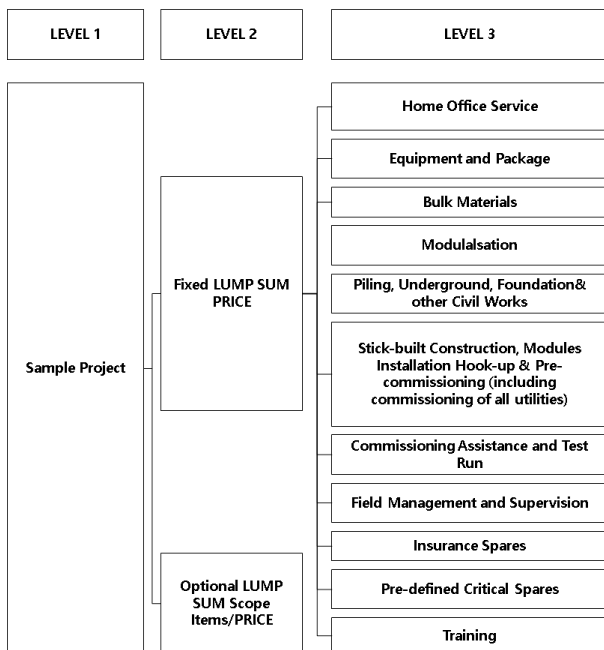 LEVEL 1
LEVEL 2
LEVEL 3
Sample Project
Fixed LUMP SUM
PRICE
Optional LUMP
SUM Scope
Items/PRICE
Home Office Service
Equipment and Package
Bulk Materials
Modulalsation
Piling, Underground, Foundation&
other Civil Works
Stick-built Construction, Modules
Installation Hook-up & Pre-
commissioning (including
commissioning of all utilities)
Commissioning Assistance and Test
Run
Field Management and Supervision
Insurance Spares
Pre-defined Critical Spares
Training